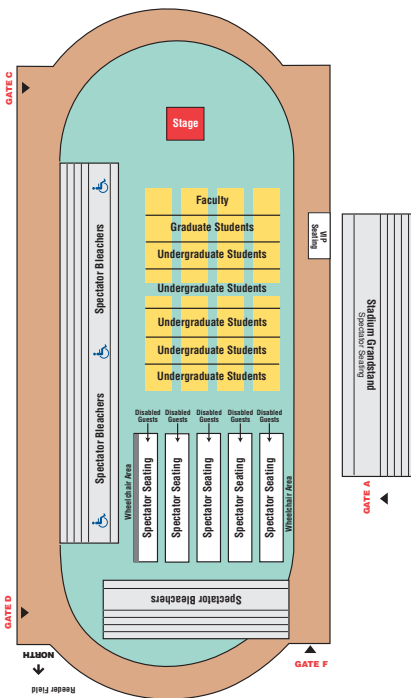 GATE C
Stage
Faculty
Graduate Students
Undergraduate Students
Undergraduate Students
Undergraduate Students
Undergraduate Students
Undergraduate Students
VIP
Seating
Stadium Grandstand
Spectator Seating
Spectator Bleachers
Spectator Bleachers
Disabled
Guests
Disabled
Guests
Disabled
Guests
Disabled
Guests
Disabled
Guests
Wheelchair Area
Spectator Seating
Spectator Seating
Spectator Seating
Spectator Seating
Spectator Seating
Wheelchair Area
GATE A
Spectator Bleachers
GATE D
NORTH
Reeder Field
GATE F